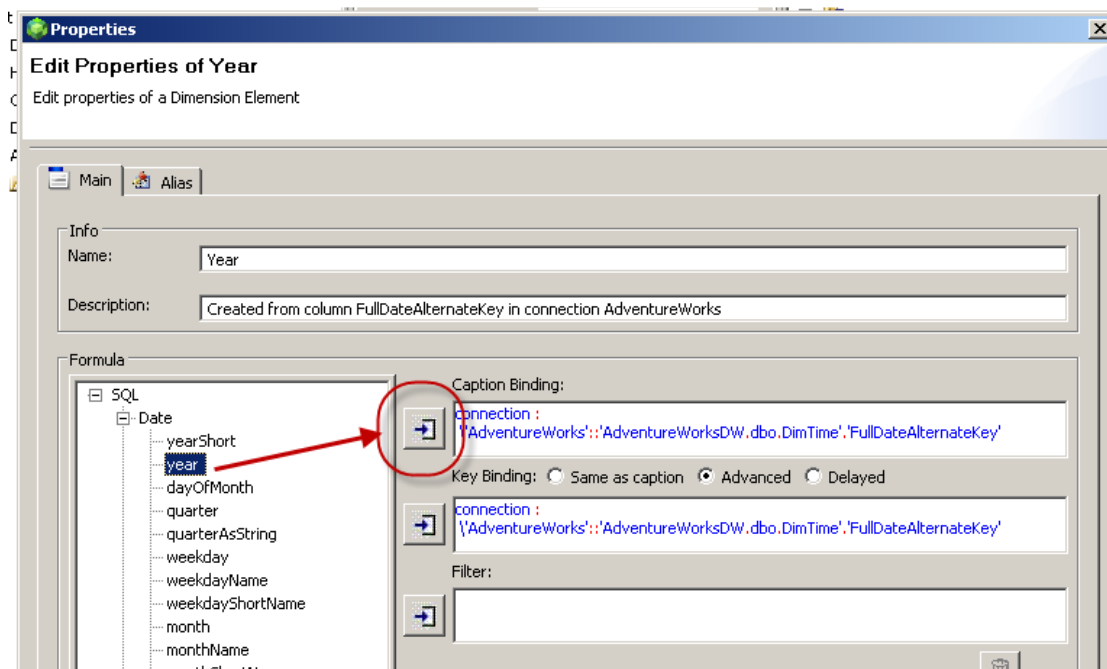 Properties
Edit Properties of Year
Edit properties of a Dimension Element
Main
Alias
Info
Name:
Year
Description:
Created from column FullDateAlternateKey in connection AdventureWorks
Formula
SQL
Date
yearShort
year
dayOfMonth
quarter
quarterAsString
weekday
weekdayName
weekdayShortName
month
monthName
Caption Binding:
connection :
\'AdventureWorks'::'AdventureWorksDW.dbo.DimTime'.'FullDateAlternateKey'
Key Binding: Same as caption Advanced Delayed
connection :
\'AdventureWorks'::'AdventureWorksDW.dbo.DimTime'.'FullDateAlternateKey'
Filter: